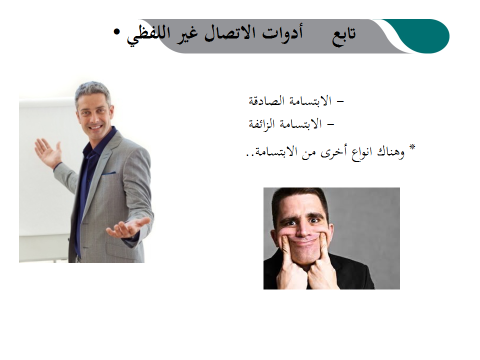 تابع أدوات الاتصال غير اللفظي •
– الابتسامة الصادقة
– الابتسامة الزائفة
* وهناك انواع أخرى من الابتسامة..